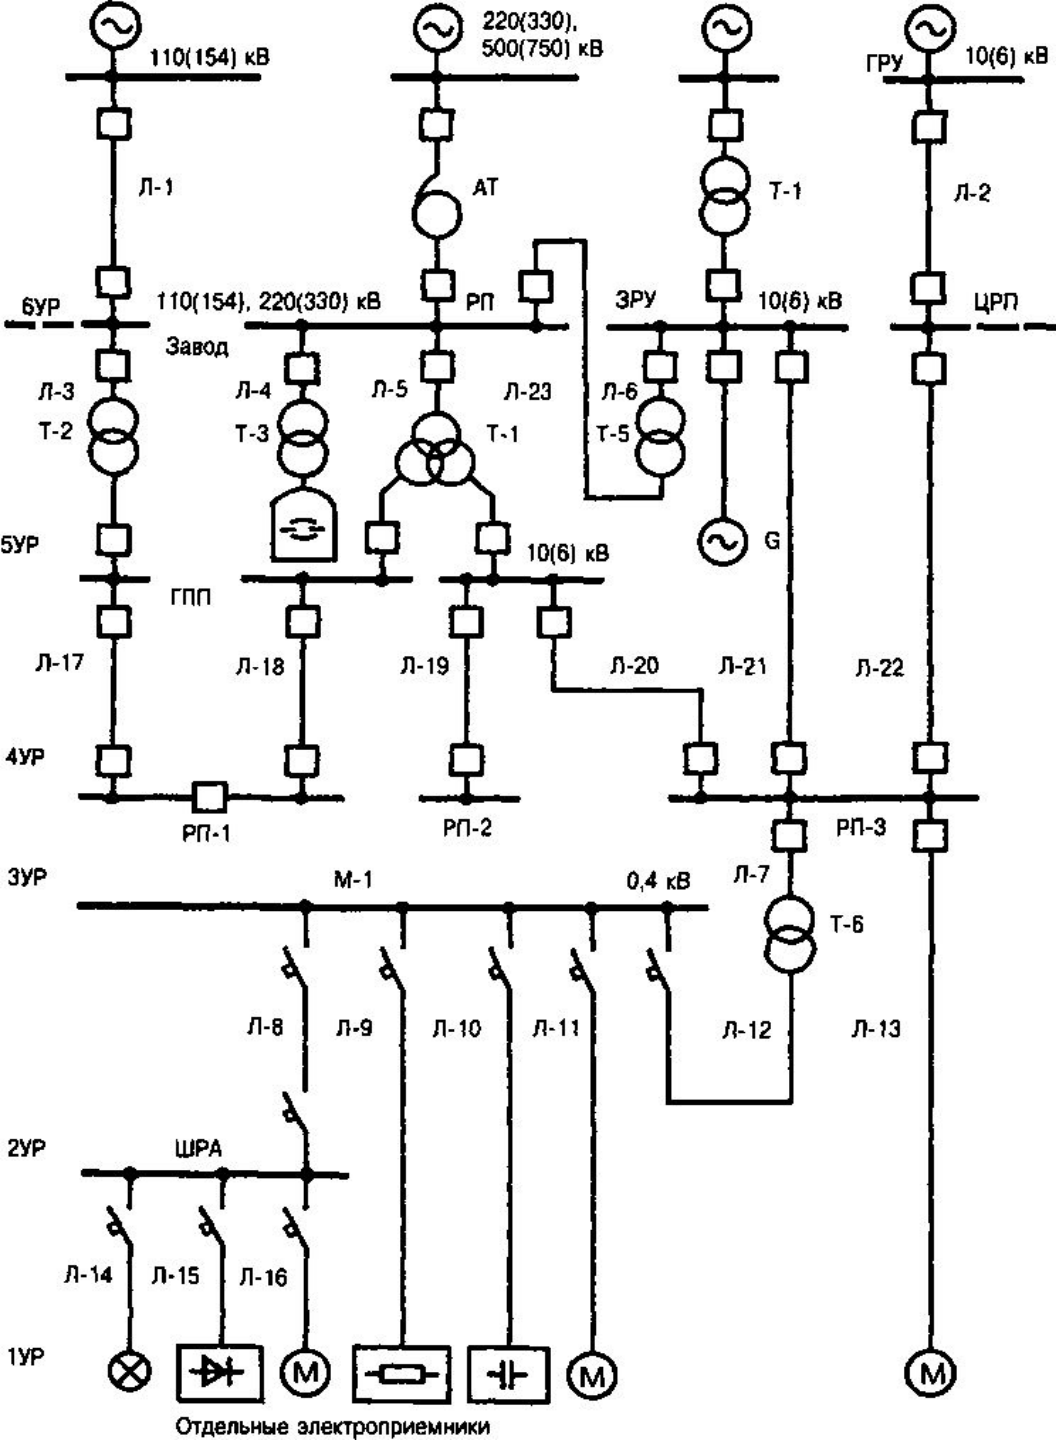 110(154) кВ
220(330),
500(750) кВ
ГРУ
10(6) кВ
Л-1
АТ
Т-1
Л-2
6УР
110(154), 220(330) кВ
РП
ЗРУ
10(6) кВ
ЦРП
Завод
Л-3
Т-2
Л-4
Т-3
Л-5
Т-1
Л-23
Л-6
Т-5
5УР
G
10(6) кВ
ГПП
Л-17
Л-18
Л-19
Л-20
Л-21
Л-22
4УР
РП-1
РП-2
РП-3
3УР
М-1
0,4 кВ
Л-7
Т-6
Л-8
Л-9
Л-10
Л-11
Л-12
Л-13
2УР
ШРА
Л-14
Л-15
Л-16
1УР
М
М
М
Отдельные электроприемники